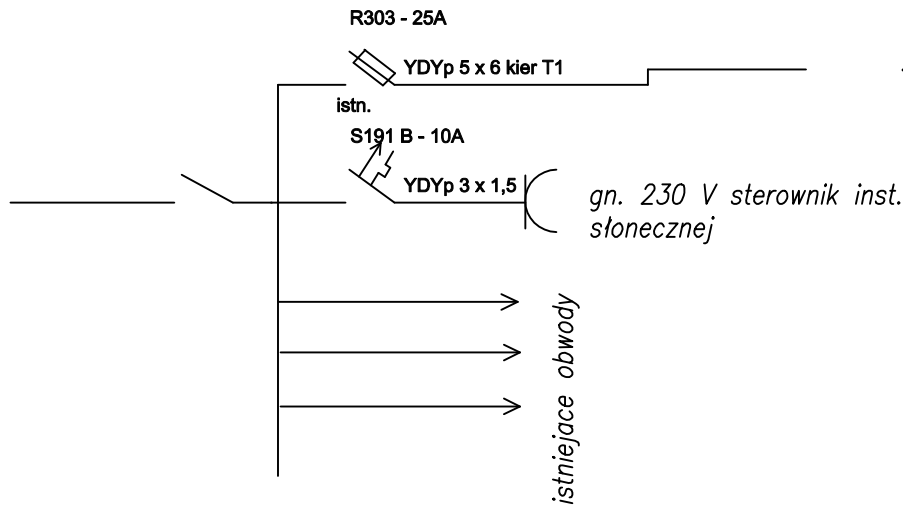 R303 - 25A
YDYp 5 x 6 kier T1
istn.
S191 B - 10A
YDYp 3 x 1,5
gn. 230 V sterownik inst.
słonecznej
istniejace obwody